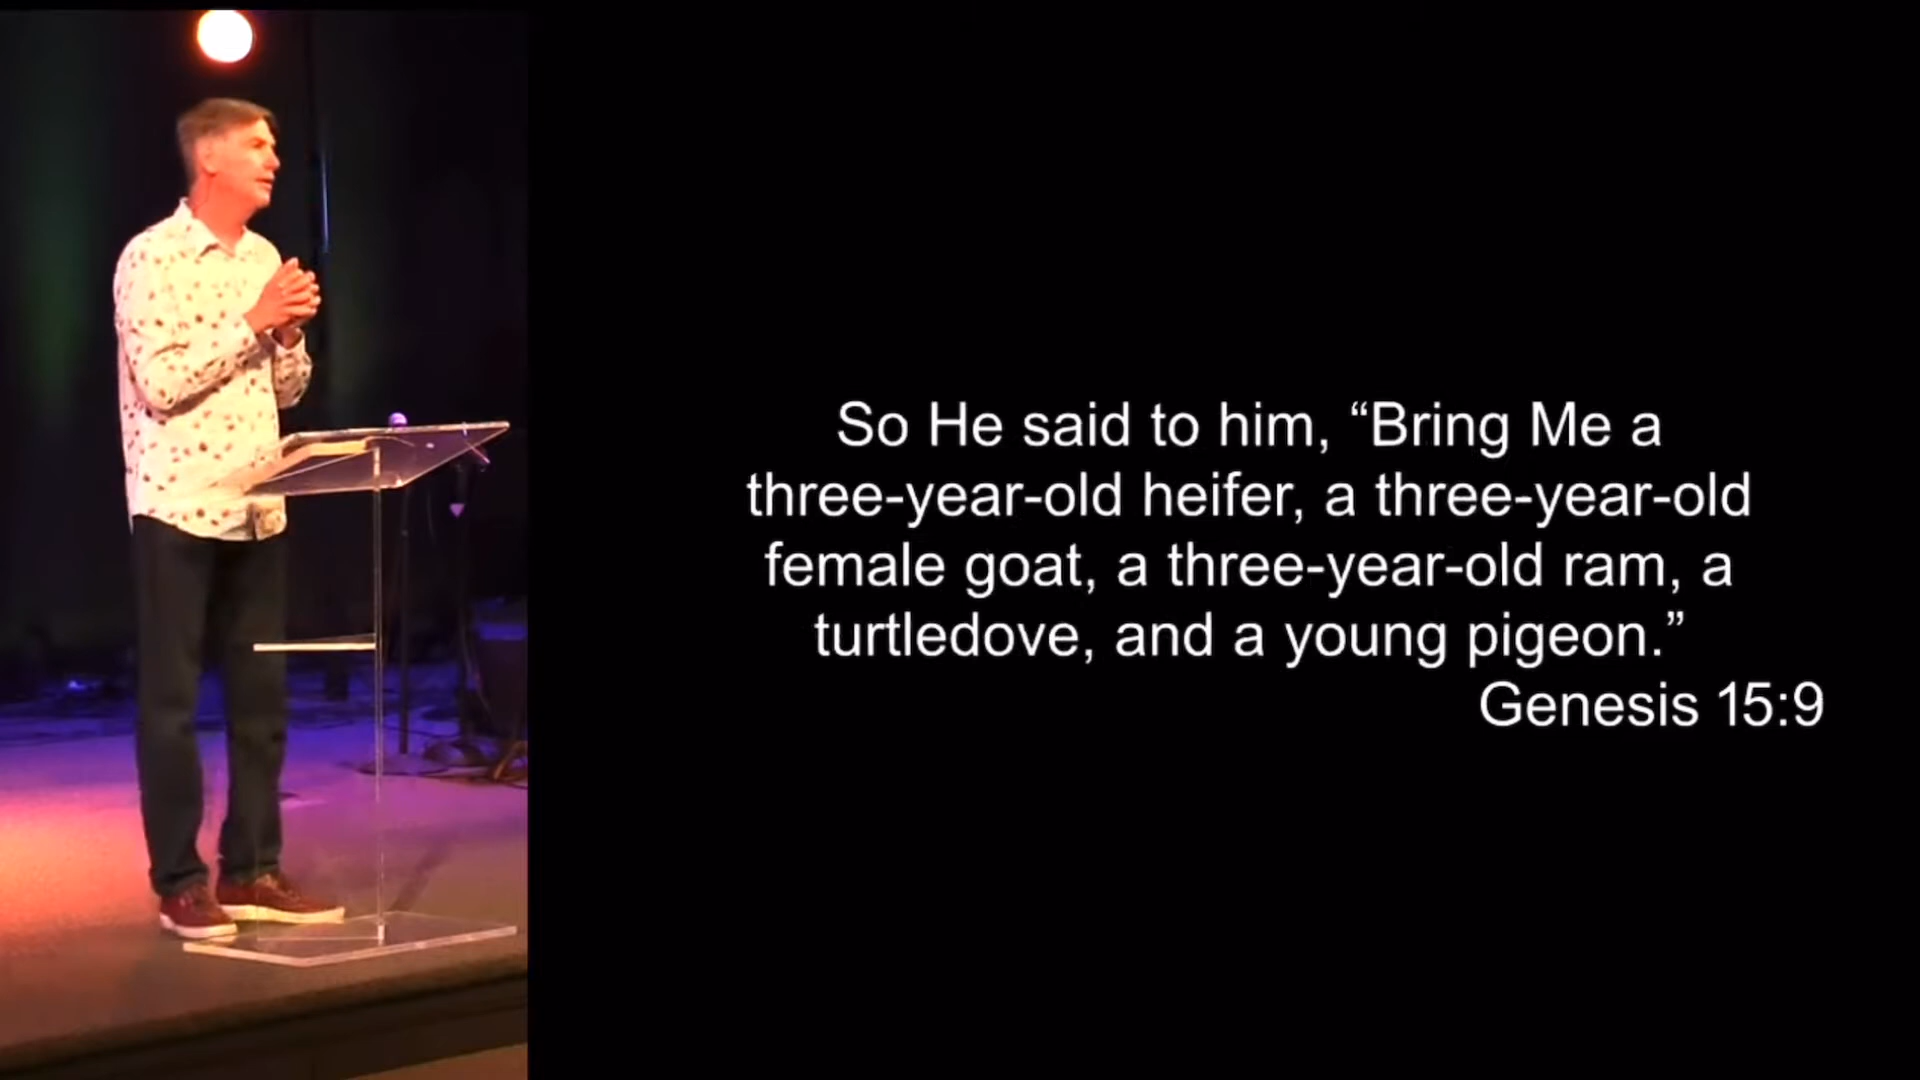 So He said to him, “Bring Me a
three-year-old heifer, a three-year-old
female goat, a three-year-old ram, a
turtledove, and a young pigeon.”
Genesis 15:9